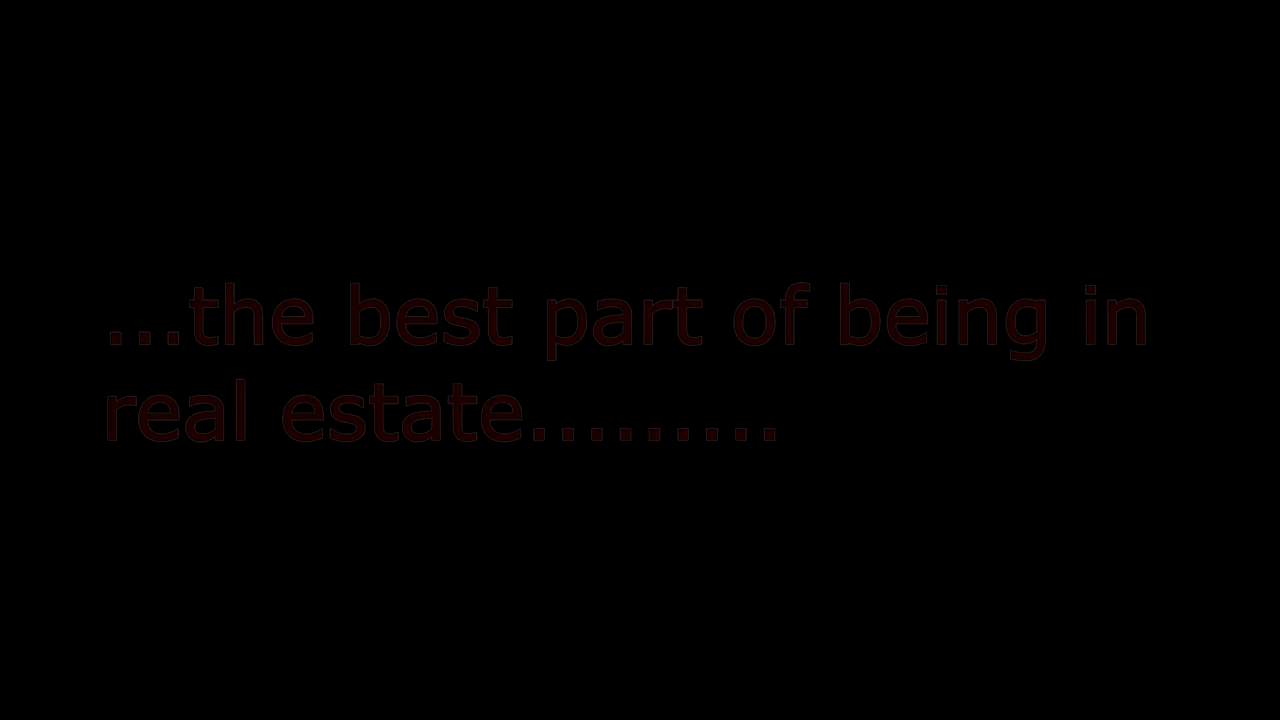 ...the best part of being in
real estate.........